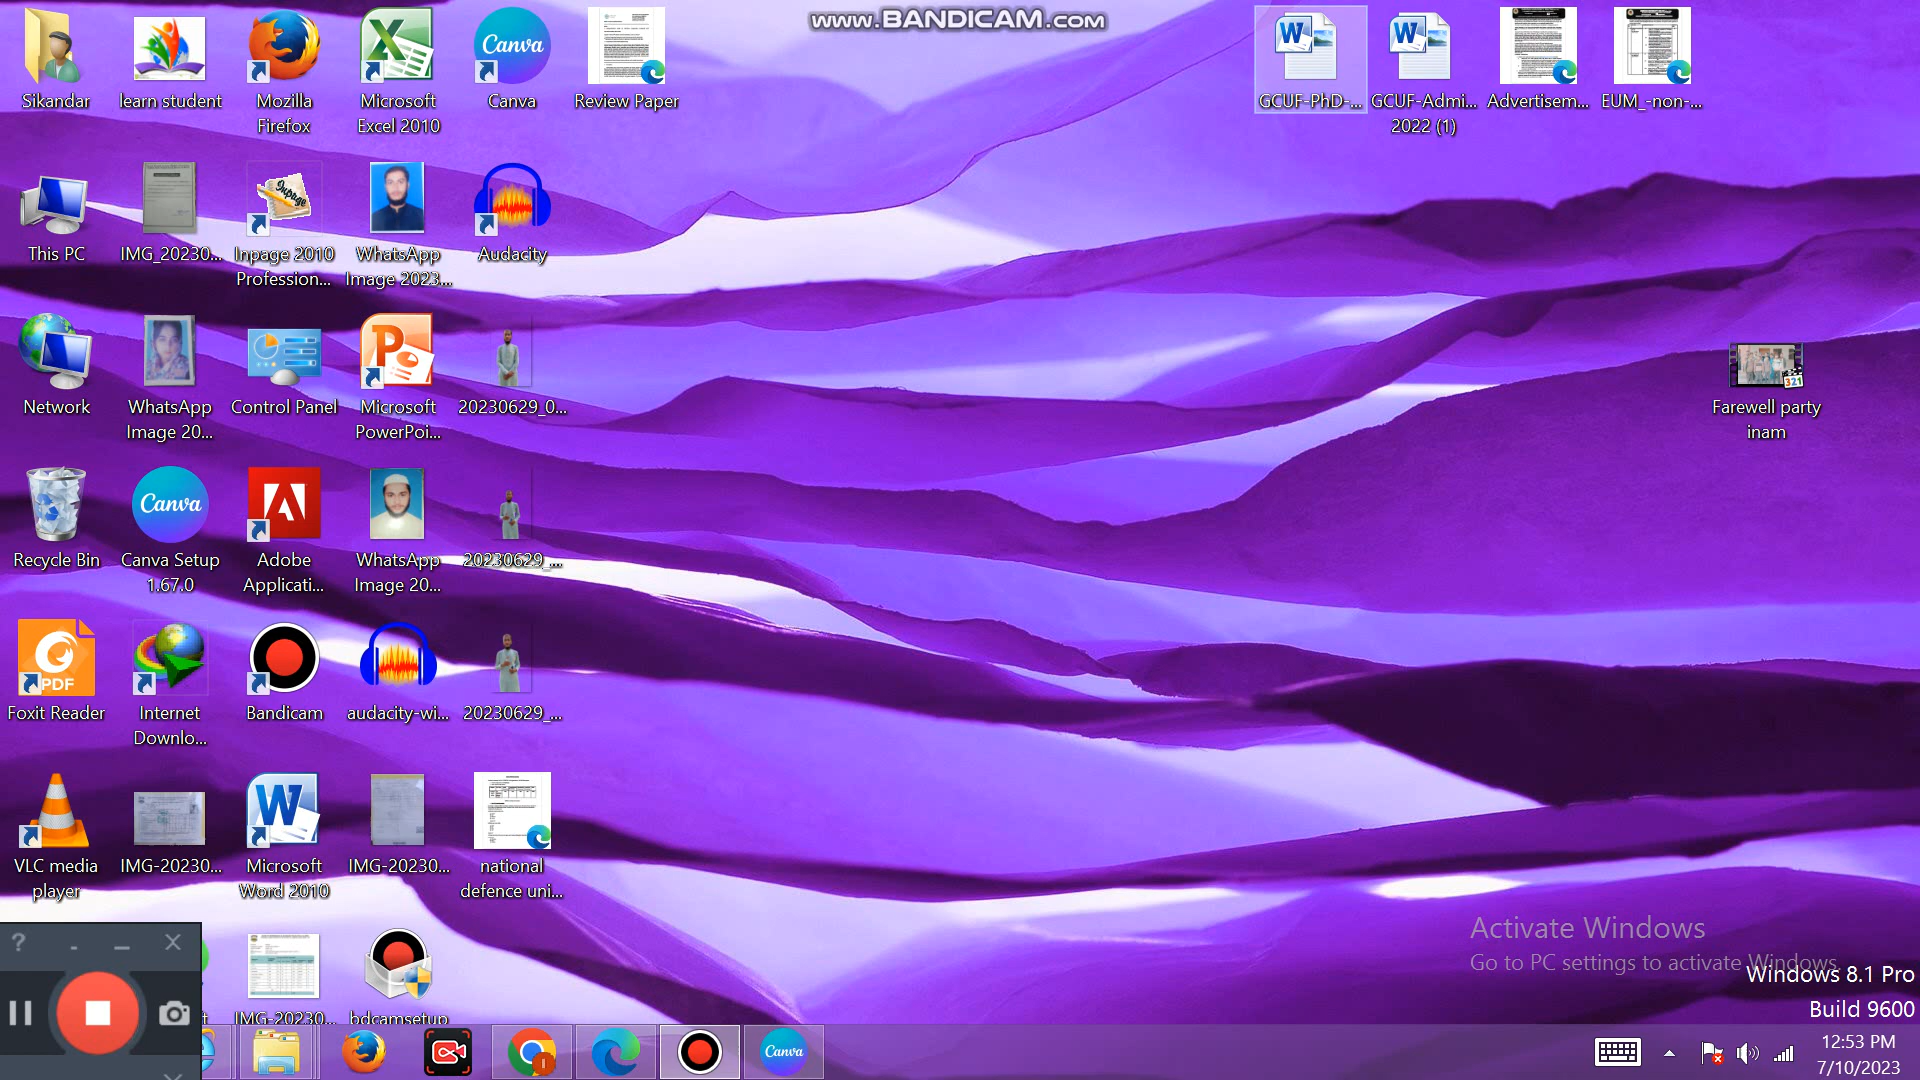 www.BANDICAM.com
Sikandar
learn student
Mozilla
Firefox
Microsoft
Excel 2010
Canva
Canva
Review Paper
GCUF-PhD-...
GCUF-Admi...
2022 (1)
Advertisem...
EUM_-non-...
This PC
IMG_20230...
Inpage
Inpage 2010
Profession...
WhatsApp
Image 2023...
Audacity
Network
WhatsApp
Image 20...
Control Panel
Microsoft
PowerPoi...
20230629_0...
321
Farewell party
inam
Recycle Bin
Canva
Canva Setup
1.67.0
Adobe
Applicati...
WhatsApp
Image 20...
20230629_...
PDF
Foxit Reader
Internet
Downlo...
Bandicam
audacity-wi...
20230629_...
VLC media
player
IMG-20230...
Microsoft
Word 2010
IMG-20230...
national
defence uni...
IMG-20230...
bdcamsetup
Activate Windows
Go to PC settings to activate Windows.
Windows 8.1 Pro
Build 9600
Canva
12:53 PM
7/10/2023